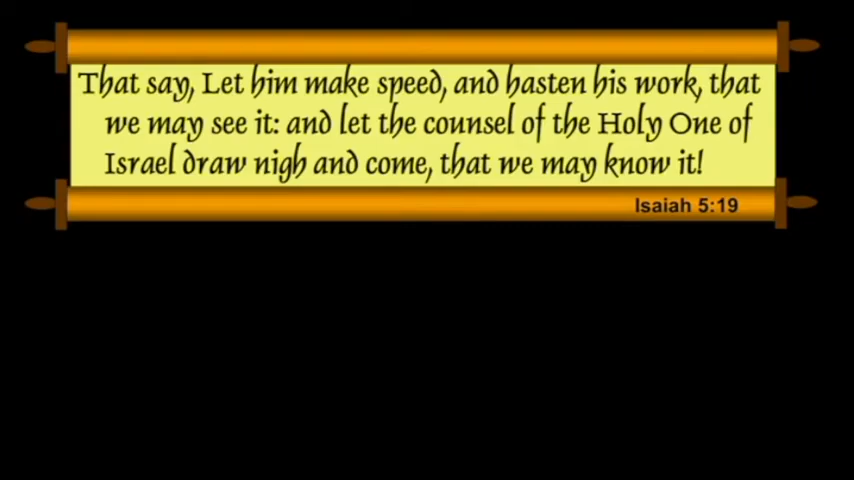 That say, Let him make speed, and hasten his work, that
we may see it: and let the counsel of the Holy One of
Israel draw nigh and come, that we may know it!
Isaiah 5:19